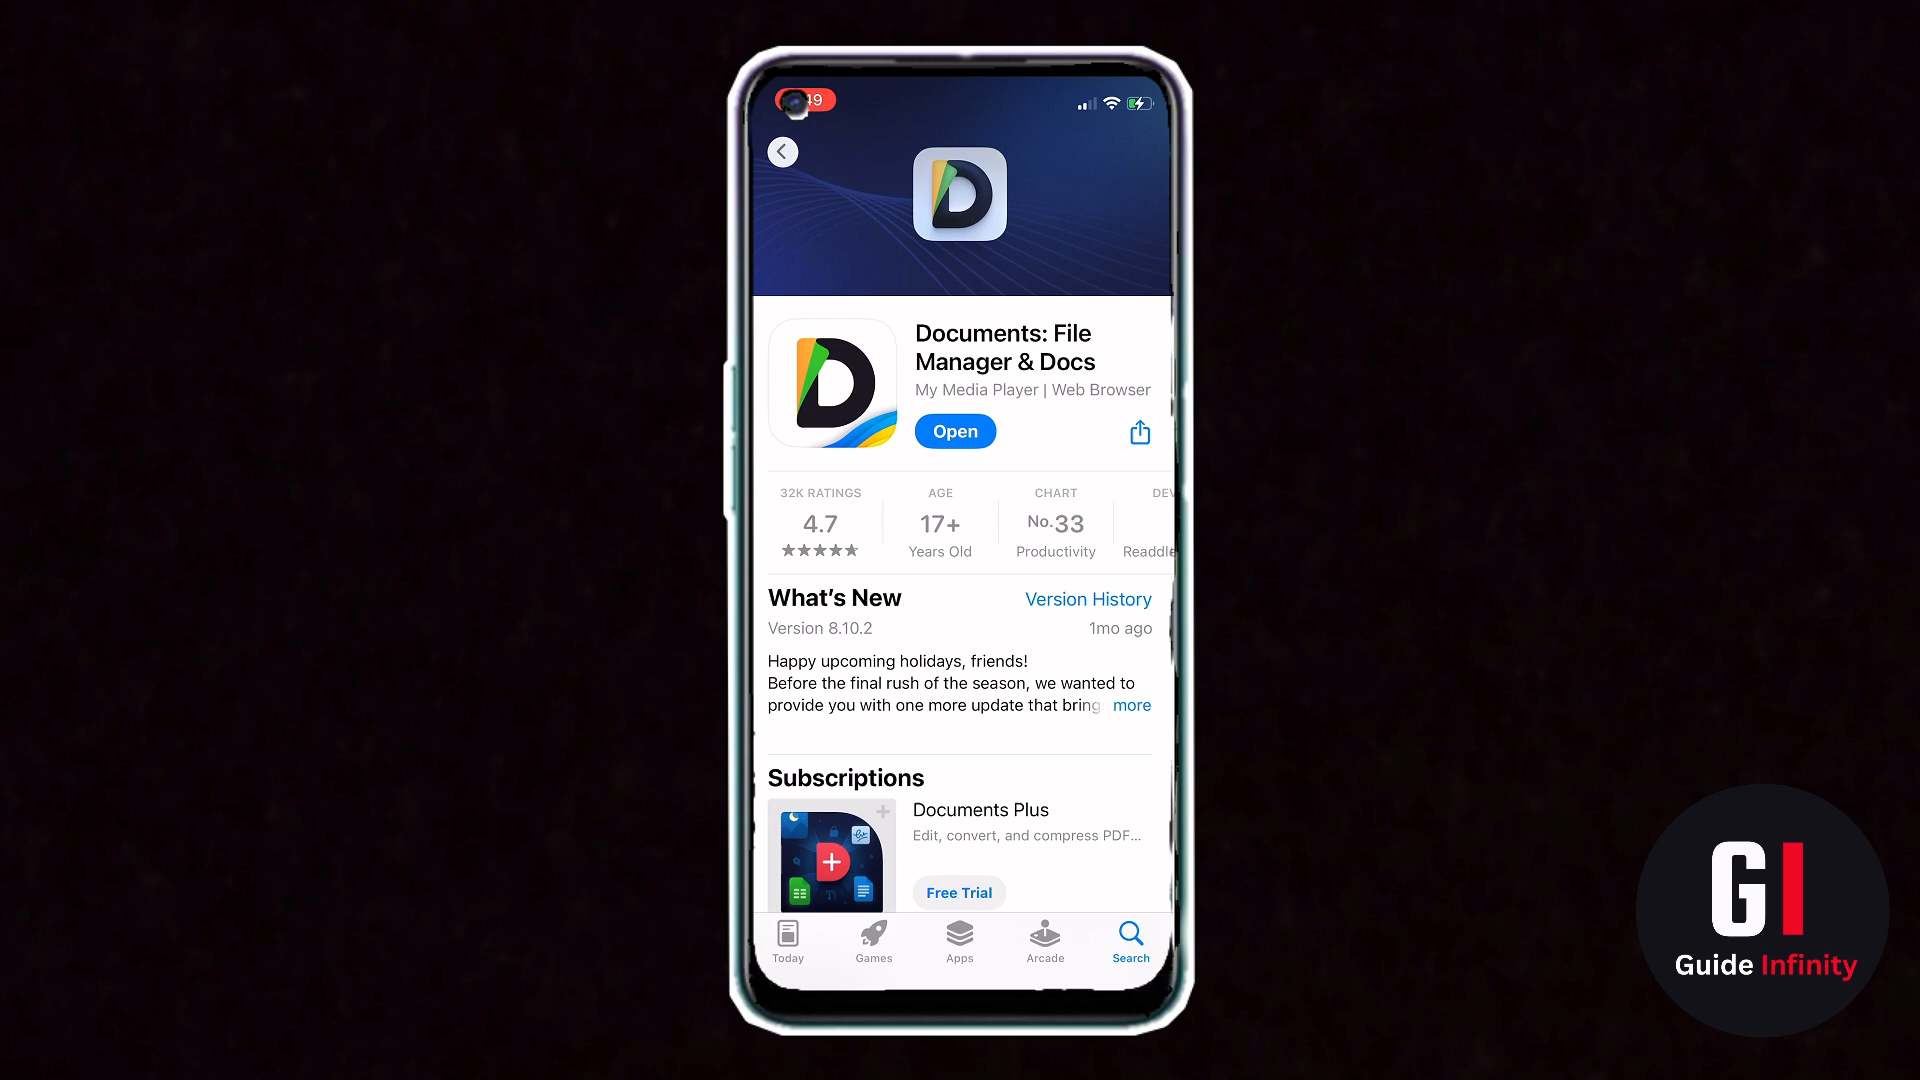 49
Documents: File
Manager & Docs
My Media Player | Web Browser
Open
32K RATINGS
AGE
CHART
4.7
17+
No.33
Years Old
Productivity
What's New
Version History
Version 8.10.2
1mo ago
Happy upcoming holidays, friends!
Before the final rush of the season, we wanted to
provide you with one more update that bring
more
Subscriptions
Documents Plus
Edit, convert, and compress PDF...
Free Trial
Today
Games
Apps
Arcade
Search
GI
Guide Infinity